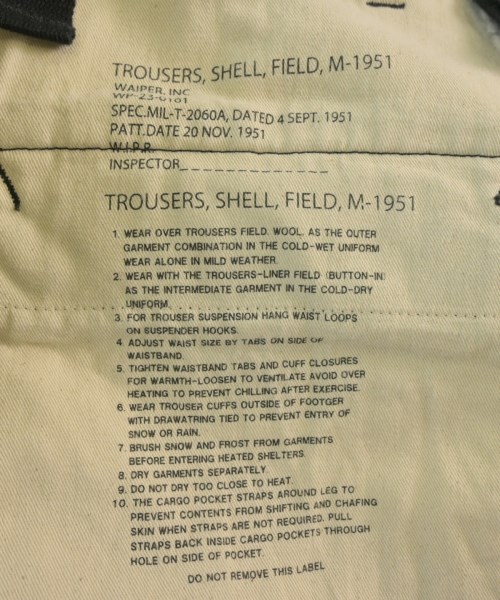 TROUSERS, SHELL, FIELD, M-1951
WAIPER, INC
WP-23-0101
SPEC.MIL-T-2060A, DATED 4 SEPT. 1951
PATT.DATE 20 NOV. 1951
W.I.P.R.
INSPECTOR_ _ _ _ _ _ _ _ _ _ _ _ _
TROUSERS, SHELL, FIELD, M-1951
1. WEAR OVER TROUSERS FIELD. WOOL. AS THE OUTER
GARMENT COMBINATION IN THE COLD-WET UNIFORM
WEAR ALONE IN MILD WEATHER.
2. WEAR WITH THE TROUSERS-LINER FIELD (BUTTON-IN)
AS THE INTERMEDIATE GARMENT IN THE COLD-DRY
UNIFORM.
3. FOR TROUSER SUSPENSION HANG WAIST LOOPS
ON SUSPENDER HOOKS.
4 ADJUST WAIST SIZE BY TABS ON SIDE OF
WAISTBAND.
5. TIGHTEN WAISTBAND TABS AND CUFF CLOSURES
FOR WARMTH-LOOSEN TO VENTILATE AVOID OVER
HEATING TO PREVENT CHILLING AFTER EXERCISE.
6. WEAR TROUSER CUFFS OUTSIDE OF FOOTGER
WITH DRAWATRING TIED TO PREVENT ENTRY OF
SNOW OR RAIN.
7. BRUSH SNOW AND FROST FROM GARMENTS
BEFORE ENTERING HEATED SHELTERS.
8. DRY GARMENTS SEPARATELY.
9. DO NOT DRY TOO CLOSE TO HEAT.
10. THE CARGO POCKET STRAPS AROUND LEG TO
PREVENT CONTENTS FROM SHIFTING AND CHAFING
SKIN WHEN STRAPS ARE NOT REQUIRED. PULL
STRAPS BACK INSIDE CARGO POCKETS THROUGH
HOLE ON SIDE OF POCKET.
DO NOT REMOVE THIS LABEL